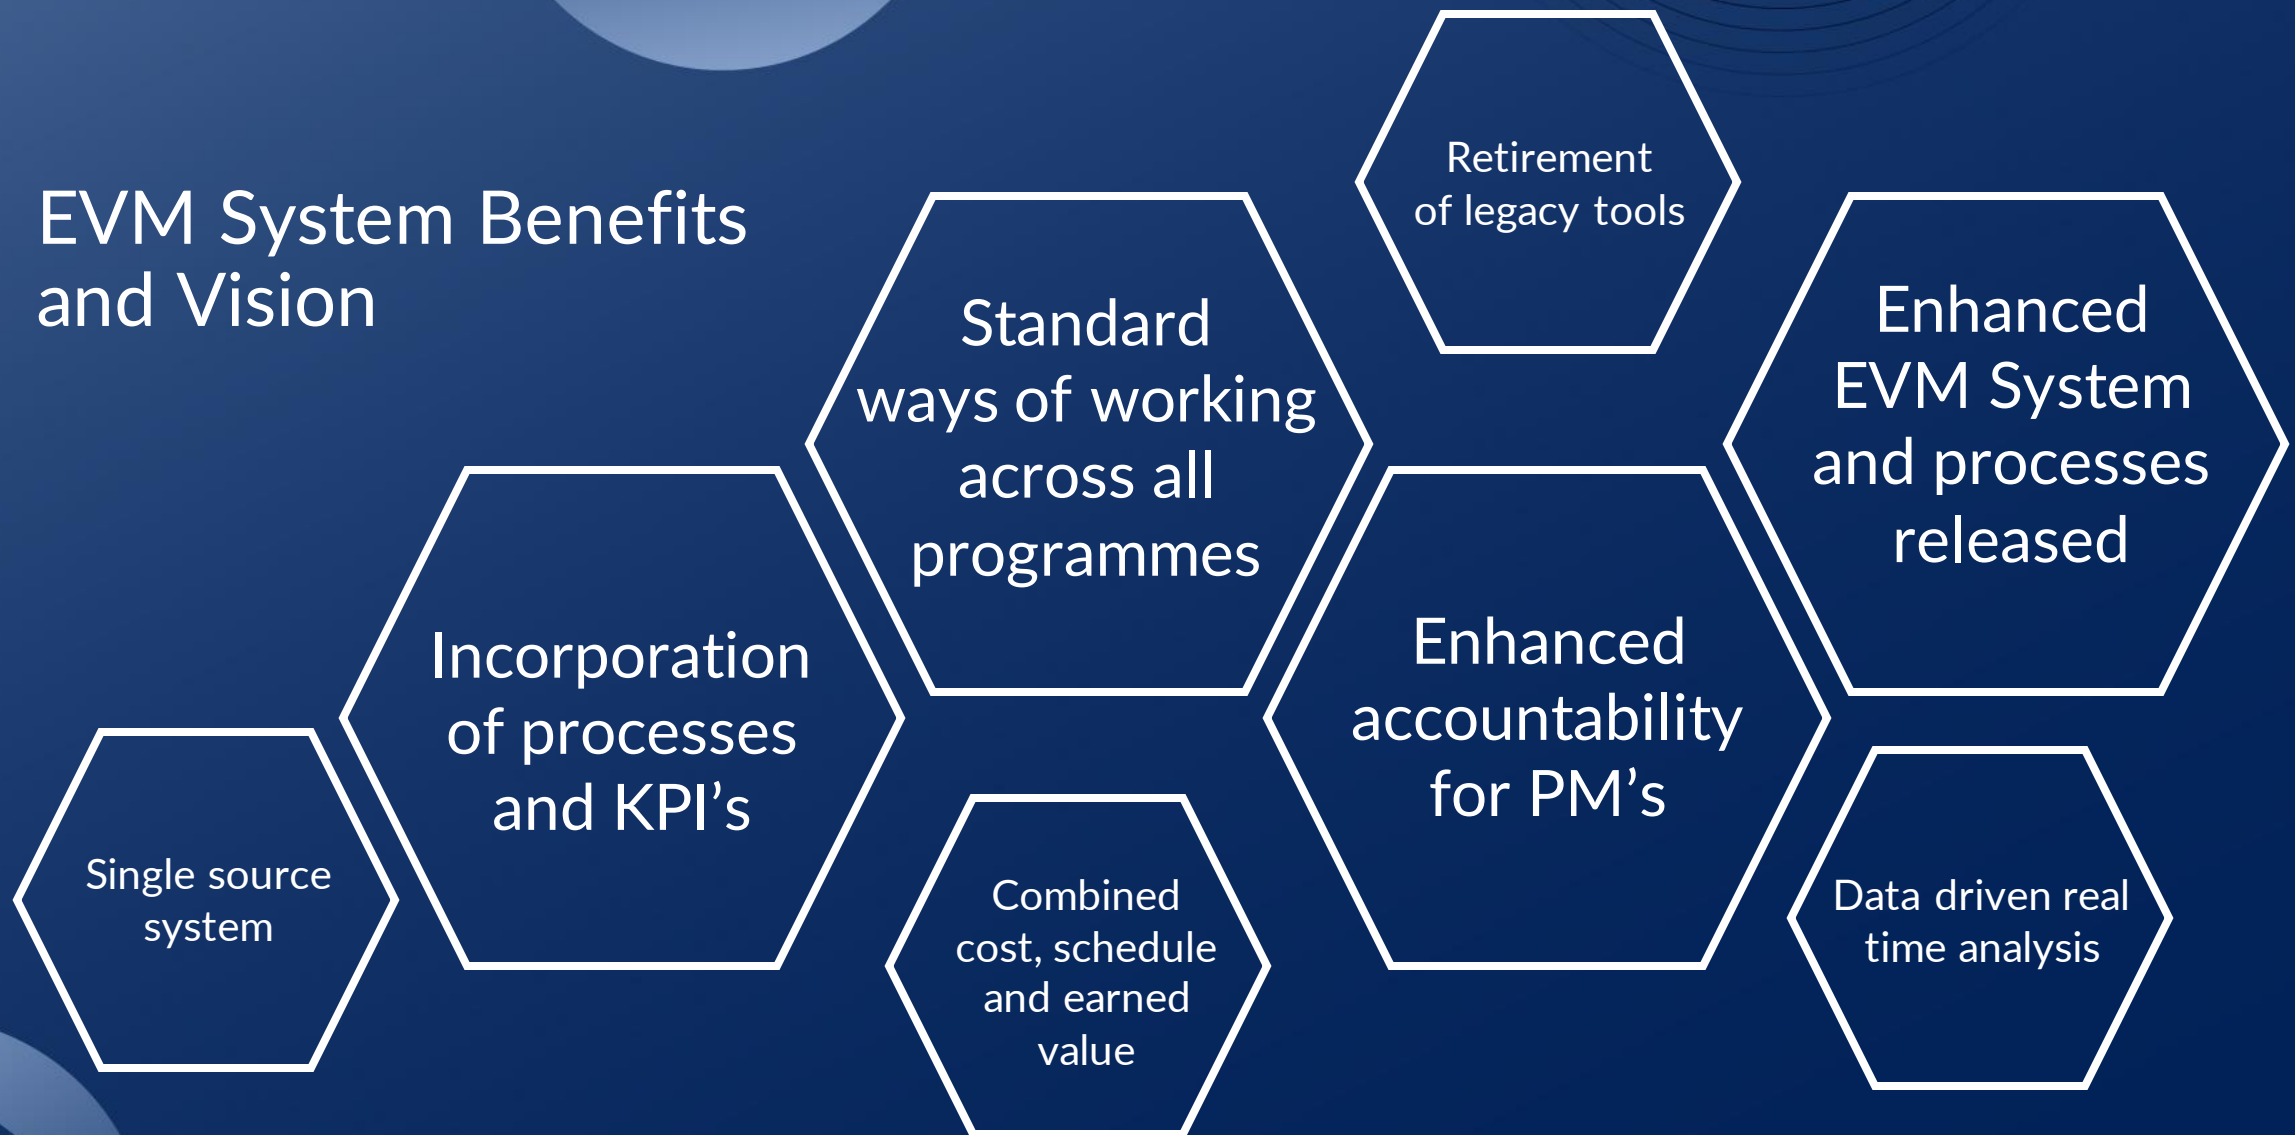 EVM System Benefits
and Vision
Single source
system
Incorporation
of processes
and KPI’s
Standard
ways of working
across all
programmes
Combined
cost, schedule
and earned
value
Retirement
of legacy tools
Enhanced
accountability
for PM’s
Enhanced
EVM System
and processes
released
Data driven real
time analysis